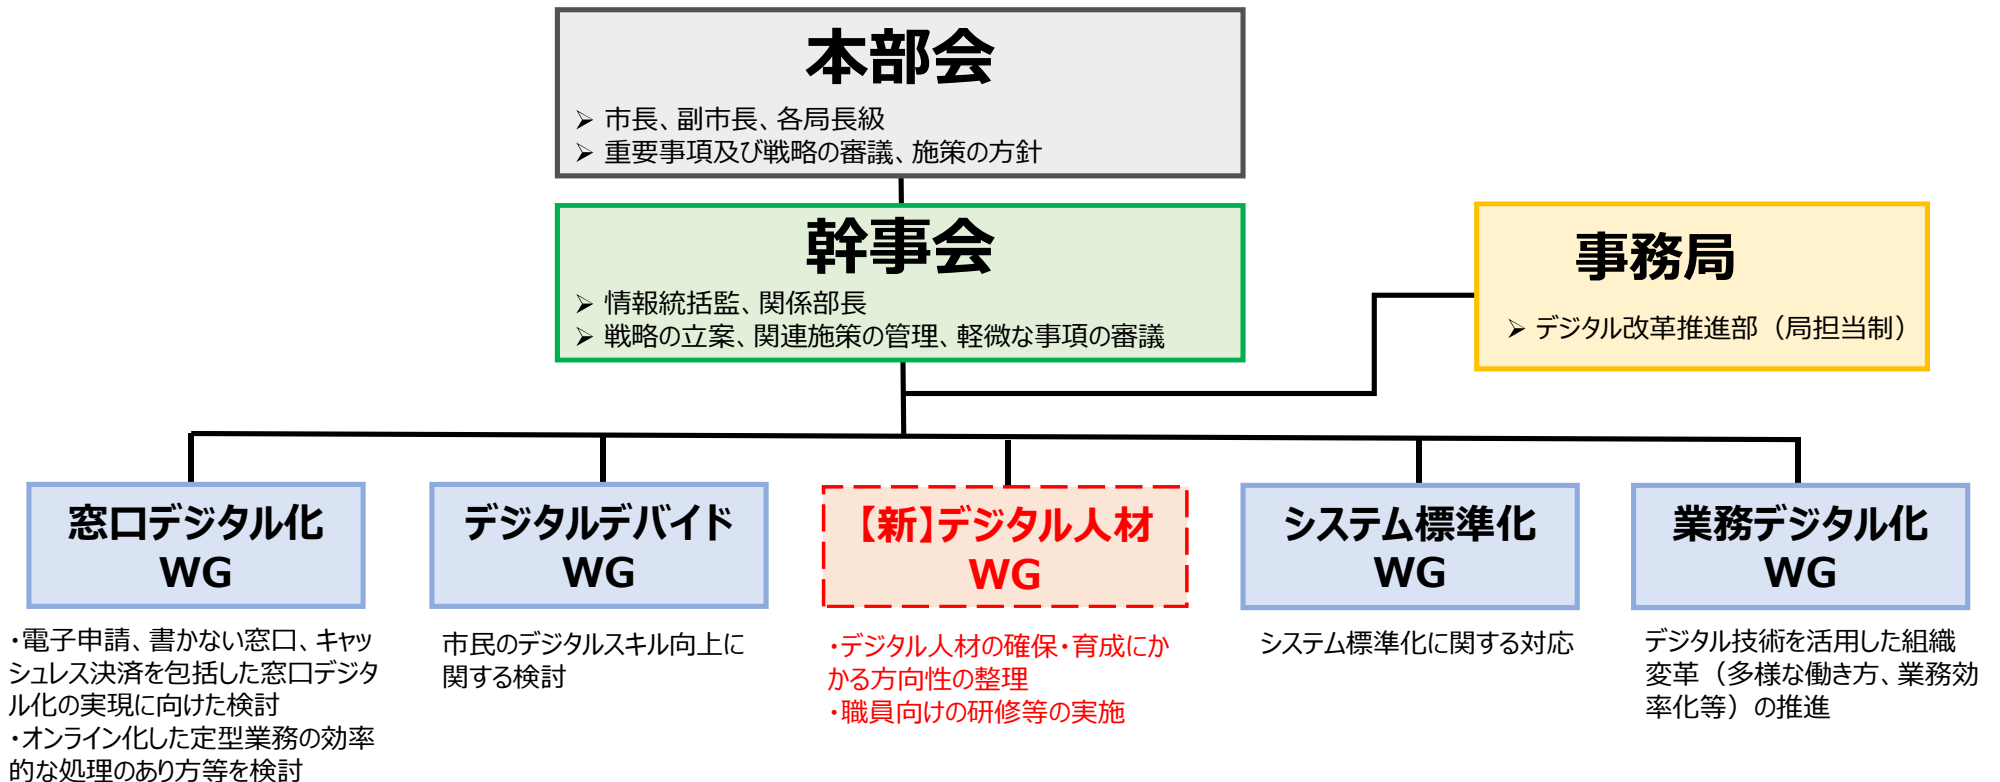 本部会
➢ 市長、副市長、各局長級
➢ 重要事項及び戦略の審議、施策の方針
幹事会
➢ 情報統括監、関係部長
➢ 戦略の立案、関連施策の管理、軽微な事項の審議
事務局
➢ デジタル改革推進部（局担当制）
窓口デジタル化
WG
・電子申請、書かない窓口、キャッ
シュレス決済を包括した窓口デジタ
ル化の実現に向けた検討
・オンライン化した定型業務の効率
的な処理のあり方等を検討
デジタルデバイド
WG
市民のデジタルスキル向上に
関する検討
【新】デジタル人材
WG
・デジタル人材の確保・育成にか
かる方向性の整理
・職員向けの研修等の実施
システム標準化
WG
システム標準化に関する対応
業務デジタル化
WG
デジタル技術を活用した組織
変革（多様な働き方、業務効
率化等）の推進